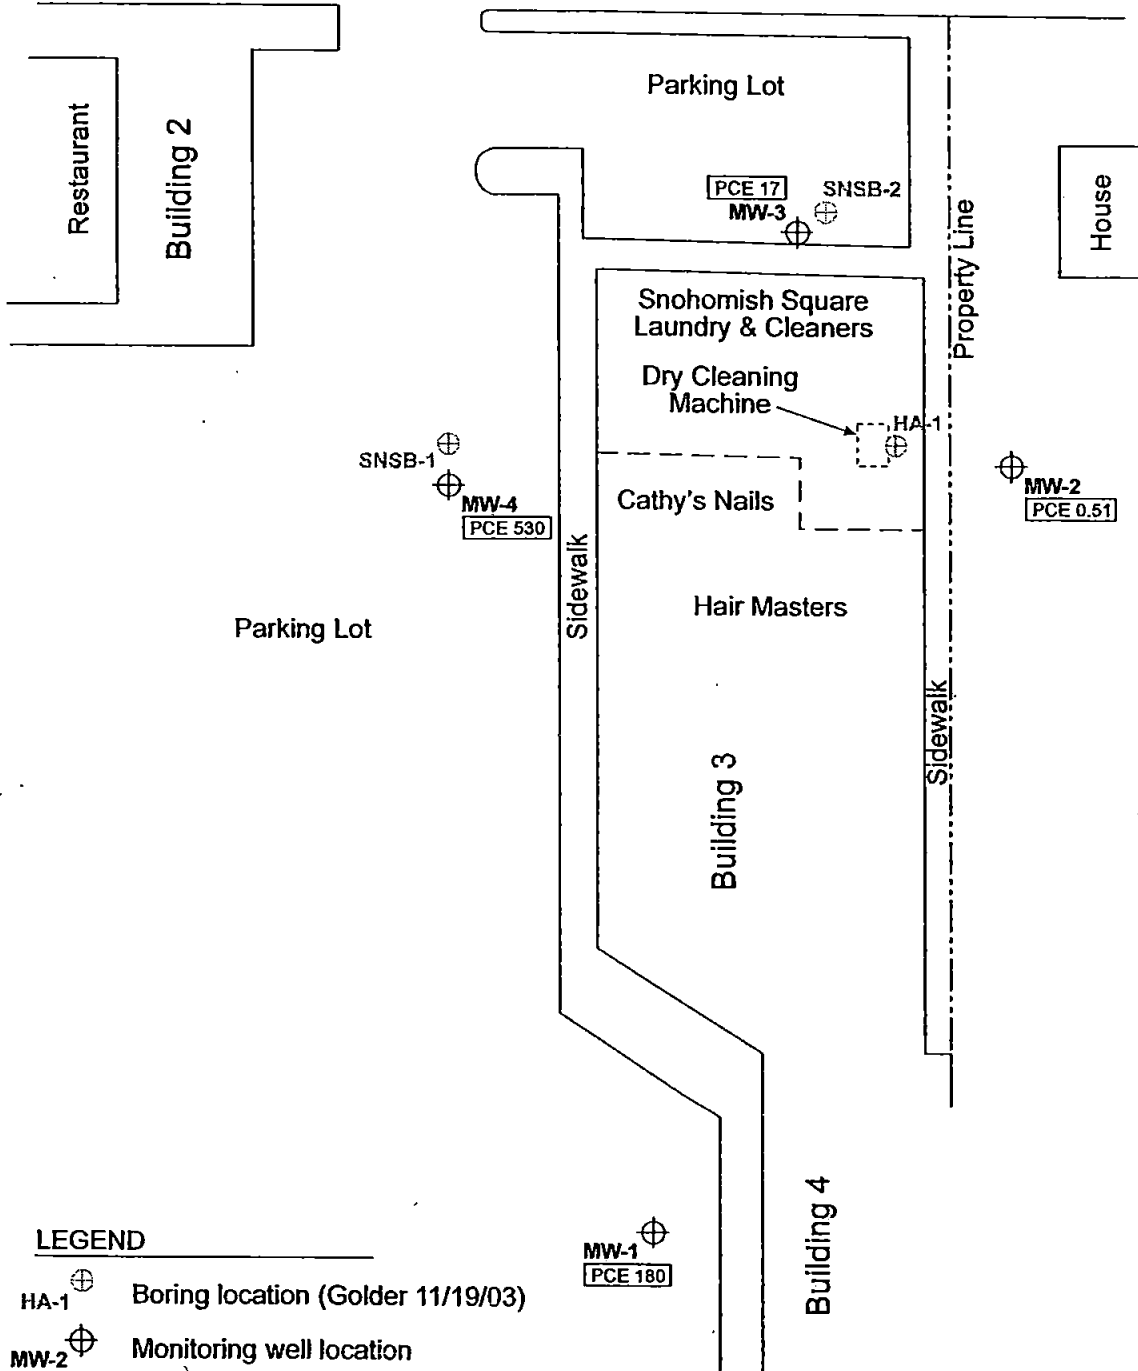 Parking Lot
Restaurant
Building 2
PCE 17
SNSB-2
MW-3
House
Property Line
Snohomish Square
Laundry & Cleaners
Dry Cleaning
Machine
HA-1
SNSB-1
MW-4
PCE 530
Cathy's Nails
MW-2
PCE 0.51
Sidewalk
Hair Masters
Parking Lot
Sidewalk
Building 3
Building 4
MW-1
PCE 180
LEGEND
HA-1 Boring location (Golder 11/19/03)
MW-2 Monitoring well location